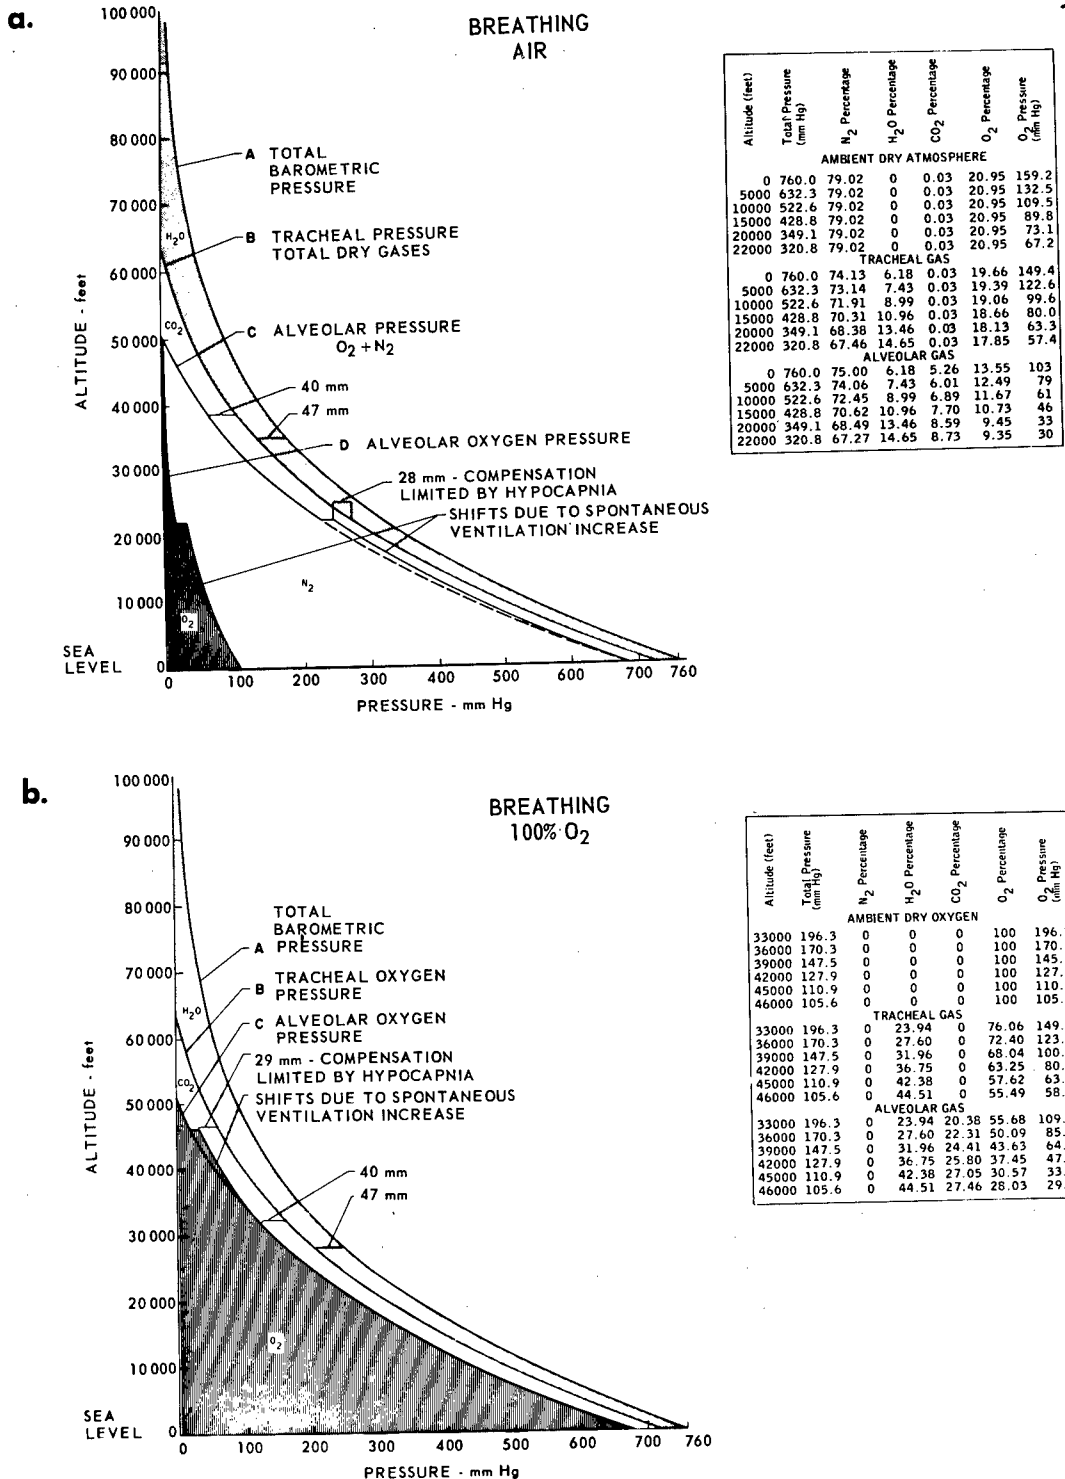 a.
BREATHING
AIR
100 000
90 000
80 000
70 000
60 000
50 000
40 000
30 000
20 000
10 000
0
SEA
LEVEL
ALTITUDE - feet
A TOTAL
BAROMETRIC
PRESSURE
H2O
B TRACHEAL PRESSURE
TOTAL DRY GASES
CO2
C ALVEOLAR PRESSURE
O2 + N2
40 mm
47 mm
D ALVEOLAR OXYGEN PRESSURE
28 mm - COMPENSATION
LIMITED BY HYPOCAPNIA
SHIFTS DUE TO SPONTANEOUS
VENTILATION INCREASE
N2
O2
0 100 200 300 400 500 600 700 760
PRESSURE - mm Hg
Altitude (feet)
Total Pressure (mm Hg)
N2 Percentage
H2O Percentage
CO2 Percentage
O2 Percentage
O2 Pressure (mm Hg)
AMBIENT DRY ATMOSPHERE
0 760.0 79.02 0 0.03 20.95 159.2
5000 632.3 79.02 0 0.03 20.95 132.5
10000 522.6 79.02 0 0.03 20.95 109.5
15000 428.8 79.02 0 0.03 20.95 89.8
20000 349.1 79.02 0 0.03 20.95 73.1
22000 320.8 79.02 0 0.03 20.95 67.2
TRACHEAL GAS
0 760.0 74.13 6.18 0.03 19.66 149.4
5000 632.3 73.14 7.43 0.03 19.39 122.6
10000 522.6 71.91 8.99 0.03 19.06 99.6
15000 428.8 70.31 10.96 0.03 18.66 80.0
20000 349.1 68.38 13.46 0.03 18.13 63.3
22000 320.8 67.46 14.65 0.03 17.85 57.4
ALVEOLAR GAS
0 760.0 75.00 6.18 5.26 13.55 103
5000 632.3 74.06 7.43 6.01 12.49 79
10000 522.6 72.45 8.99 6.89 11.67 61
15000 428.8 70.62 10.96 7.70 10.73 46
20000 349.1 68.49 13.46 8.59 9.45 33
22000 320.8 67.27 14.65 8.73 9.35 30
b.
BREATHING
100% O2
100 000
90 000
80 000
70 000
60 000
50 000
40 000
30 000
20 000
10 000
0
SEA
LEVEL
ALTITUDE - feet
TOTAL
BAROMETRIC
A PRESSURE
B TRACHEAL OXYGEN
PRESSURE
H2O
C ALVEOLAR OXYGEN
PRESSURE
29 mm - COMPENSATION
LIMITED BY HYPOCAPNIA
CO2
SHIFTS DUE TO SPONTANEOUS
VENTILATION INCREASE
40 mm
47 mm
O2
0 100 200 300 400 500 600 700 760
PRESSURE - mm Hg
Altitude (feet)
Total Pressure (mm Hg)
N2 Percentage
H2O Percentage
CO2 Percentage
O2 Percentage
O2 Pressure (mm Hg)
AMBIENT DRY OXYGEN
33000 196.3 0 0 0 100 196.
36000 170.3 0 0 0 100 170.
39000 147.5 0 0 0 100 145.
42000 127.9 0 0 0 100 127.
45000 110.9 0 0 0 100 110.
46000 105.6 0 0 0 100 105.
TRACHEAL GAS
33000 196.3 0 23.94 0 76.06 149.
36000 170.3 0 27.60 0 72.40 123.
39000 147.5 0 31.96 0 68.04 100.
42000 127.9 0 36.75 0 63.25 80.
45000 110.9 0 42.38 0 57.62 63.
46000 105.6 0 44.51 0 55.49 58.
ALVEOLAR GAS
33000 196.3 0 23.94 20.38 55.68 109.
36000 170.3 0 27.60 22.31 50.09 85.
39000 147.5 0 31.96 24.41 43.63 64.
42000 127.9 0 36.75 25.80 37.45 47.
45000 110.9 0 42.38 27.05 30.57 33.
46000 105.6 0 44.51 27.46 28.03 29.